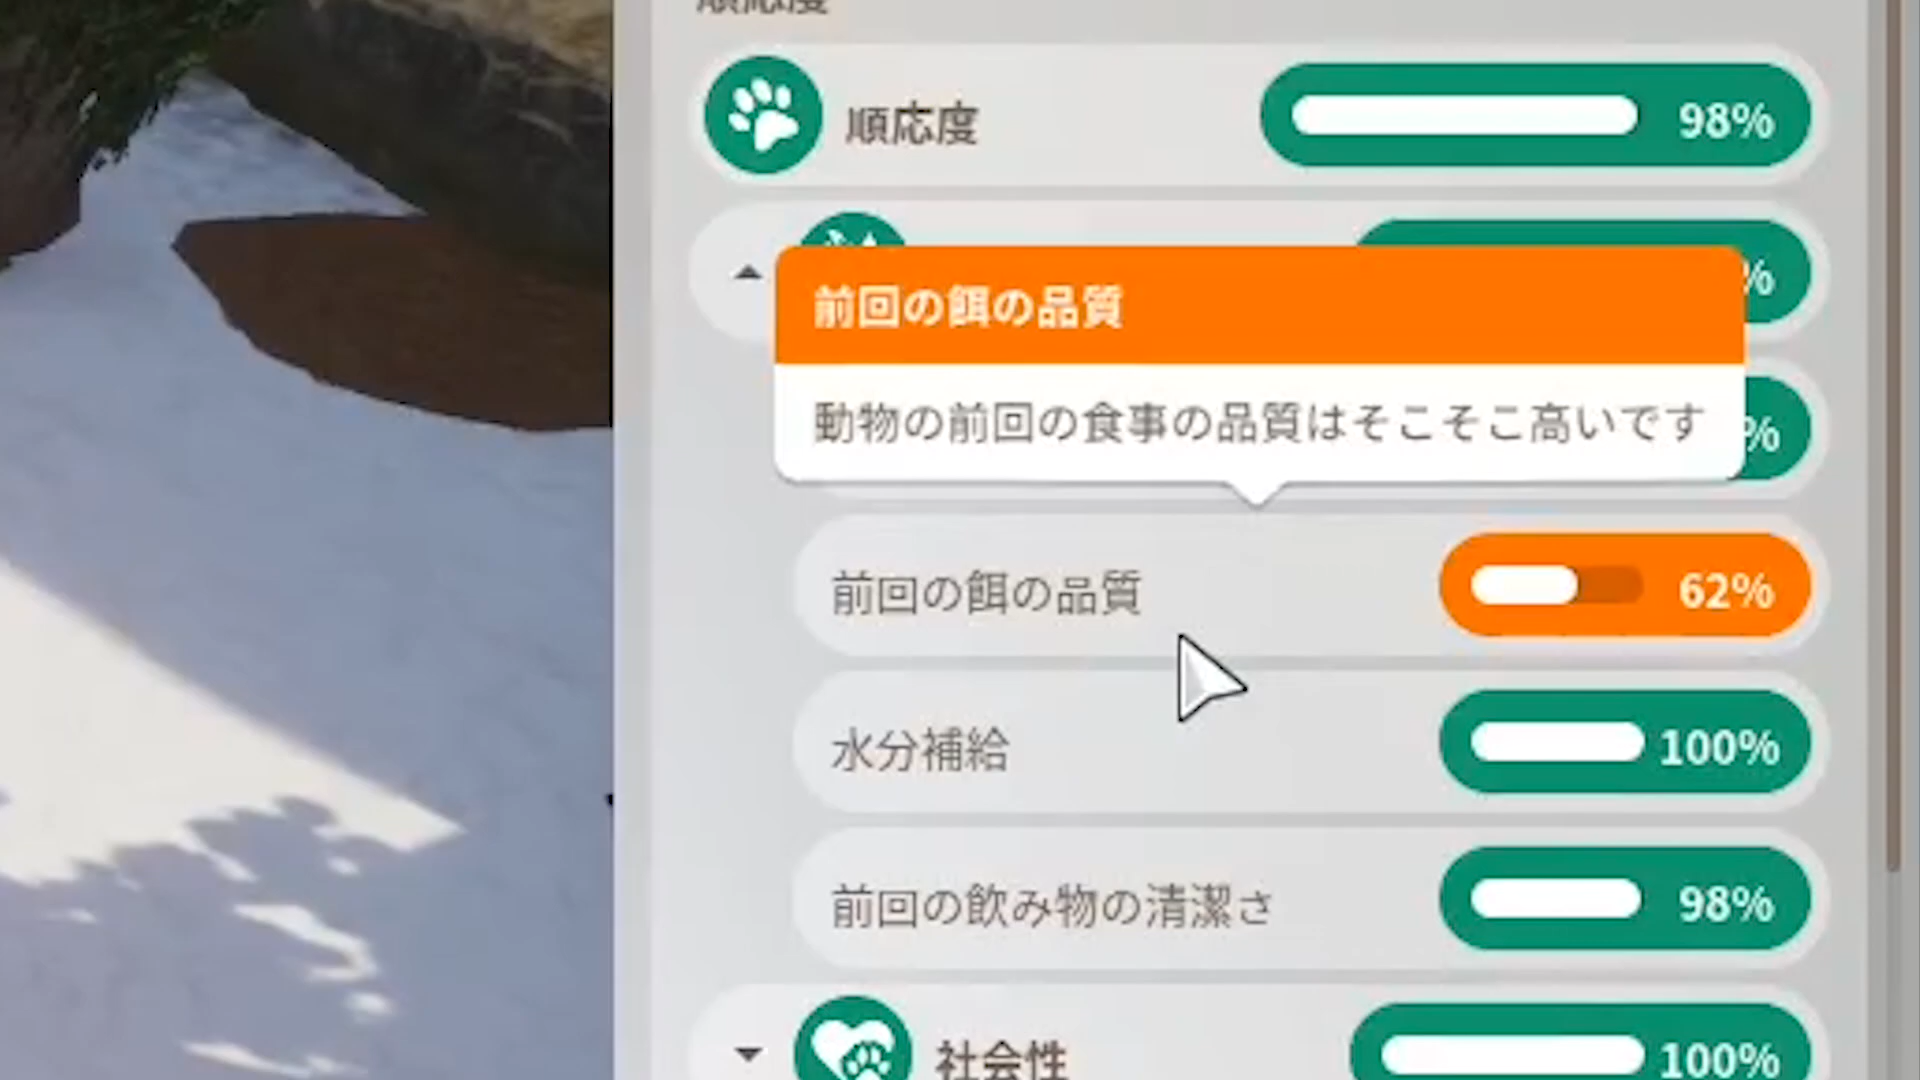 順応度
順応度 98%
%
前回の餌の品質
動物の前回の食事の品質はそこそこ高いです
%
前回の餌の品質 62%
水分補給 100%
前回の飲み物の清潔さ 98%
社会性 100%